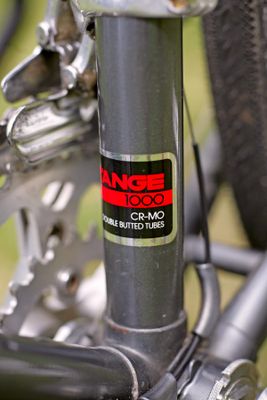 TANGE
1000
CR-MO
DOUBLE BUTTED TUBES